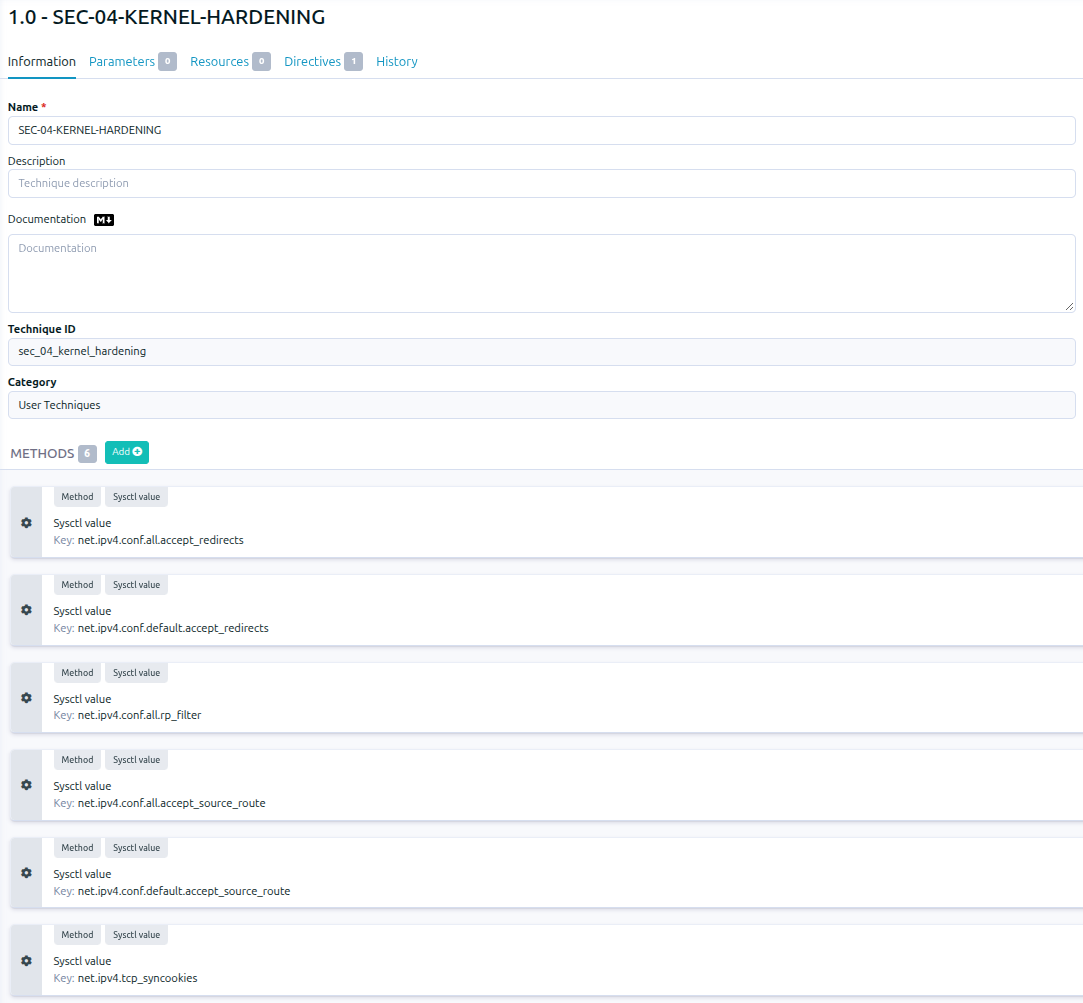 1.0 - SEC-04-KERNEL-HARDENING
Information Parameters 0 Resources 0 Directives 1 History
Name *
SEC-04-KERNEL-HARDENING
Description
Technique description
Documentation M
Documentation
Technique ID
sec_04_kernel_hardening
Category
User Techniques
METHODS 6 Add
Method Sysctl value
Sysctl value
Key: net.ipv4.conf.all.accept_redirects
Method Sysctl value
Sysctl value
Key: net.ipv4.conf.default.accept_redirects
Method Sysctl value
Sysctl value
Key: net.ipv4.conf.all.rp_filter
Method Sysctl value
Sysctl value
Key: net.ipv4.conf.all.accept_source_route
Method Sysctl value
Sysctl value
Key: net.ipv4.conf.default.accept_source_route
Method Sysctl value
Sysctl value
Key: net.ipv4.tcp_syncookies